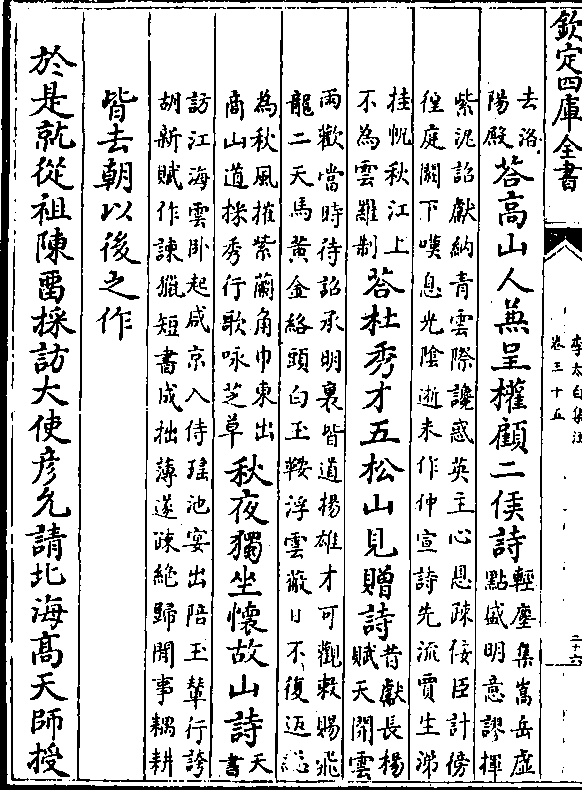 欽定四庫全書
李太白集注
卷三十五
二十六
去洛
陽殿
荅高山人兼呈權顧二侯詩
輕塵集嵩岳虛
點盛明意謬揮
紫泥詔獻納青雲際讒惑英主心恩疎佞臣計傍
徨庭闕下嘆息光陰逝未作仲宣詩先流賈生涕
挂帆秋江上
不為雲羅制
荅杜秀才五松山見贈詩
昔獻長楊
賦天開雲
雨歡當時待詔承明裏皆道揚雄才可觀敕賜飛
龍二天馬黄金絡頭白玉鞍浮雲蔽日不復返總
為秋風摧紫蘭角巾東出
商山道採秀行歌咏芝草
秋夜獨坐懷故山詩
天
書
訪江海雲卧起咸京入侍瑶池宴出陪玉輦行誇
胡新賦作諫獵短書成拙薄遂疎絶歸閒事耦耕
皆去朝以後之作
於是就從祖陳畱採訪大使彦允請北海髙天師授